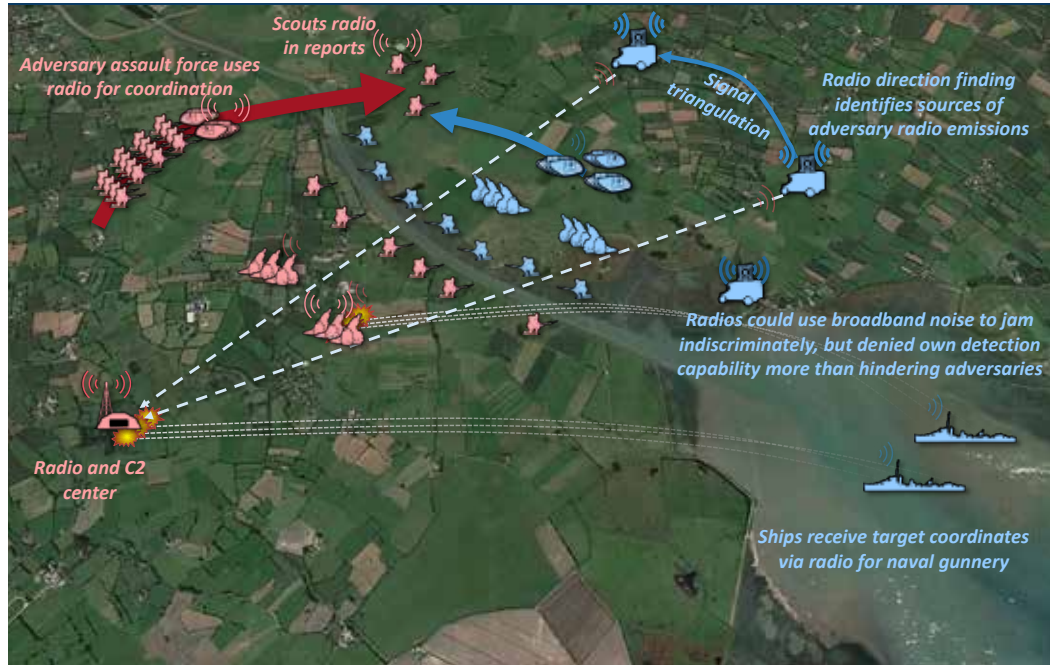 Scouts radio
in reports
Adversary assault force uses
radio for coordination
Signal
triangulation
Radio direction finding
identifies sources of
adversary radio emissions
Radios could use broadband noise to jam
indiscriminately, but denied own detection
capability more than hindering adversaries
Radio and C2
center
Ships receive target coordinates
via radio for naval gunnery